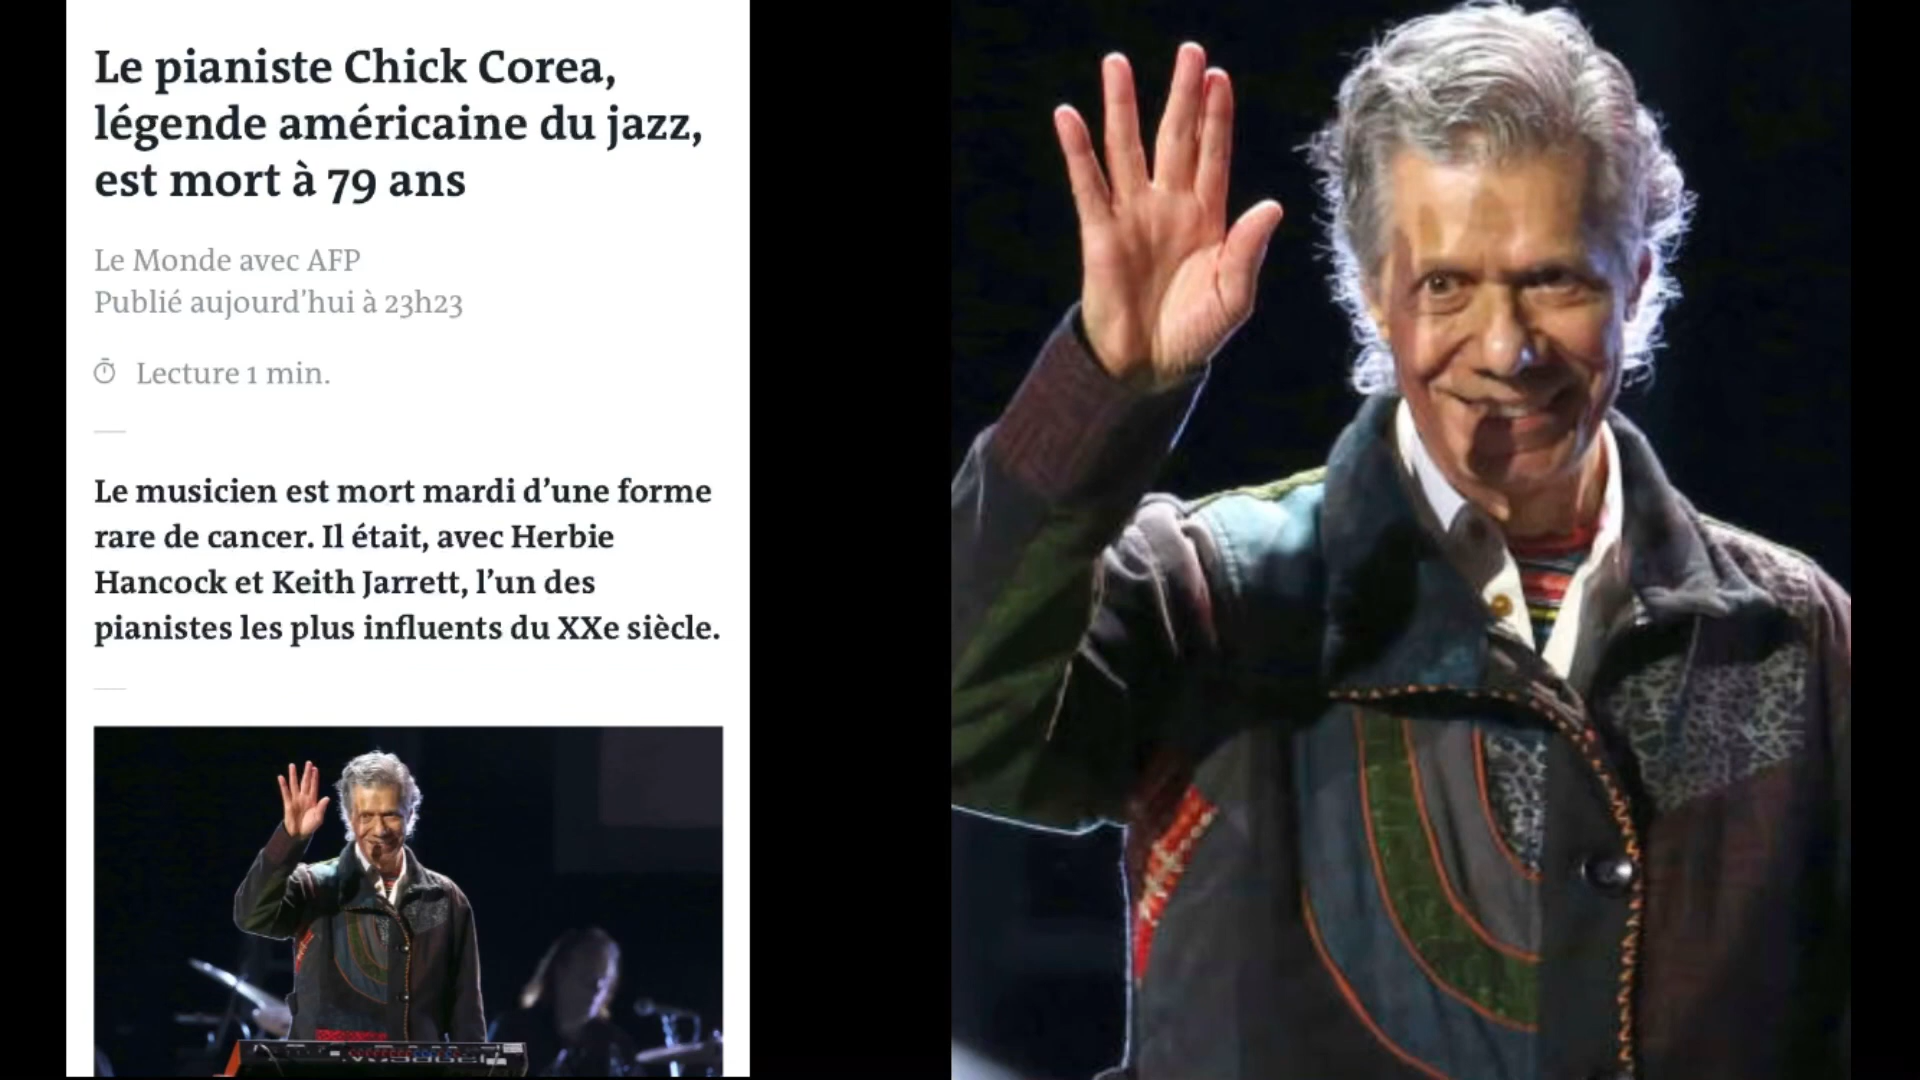 Le pianiste Chick Corea,
légende américaine du jazz,
est mort à 79 ans
Le Monde avec AFP
Publié aujourd'hui à 23h23
Lecture 1 min.
Le musicien est mort mardi d'une forme
rare de cancer. Il était, avec Herbie
Hancock et Keith Jarrett, l'un des
pianistes les plus influents du XXe siècle.